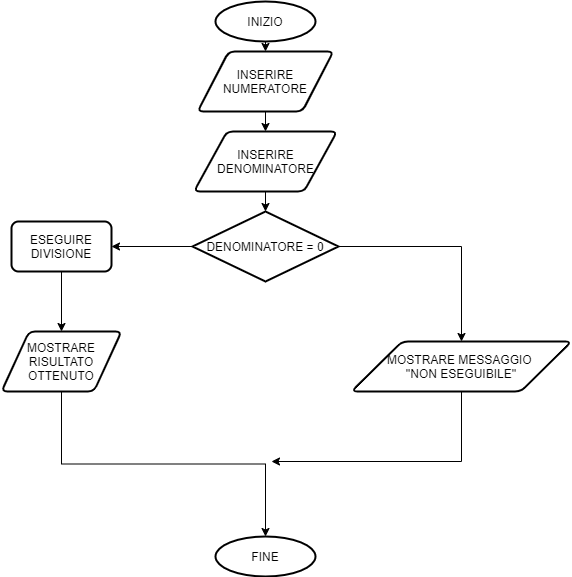 INIZIO
INSERIRE
NUMERATORE
INSERIRE
DENOMINATORE
DENOMINATORE = 0
ESEGUIRE
DIVISIONE
MOSTRARE
RISULTATO
OTTENUTO
MOSTRARE MESSAGGIO
"NON ESEGUIBILE"
FINE